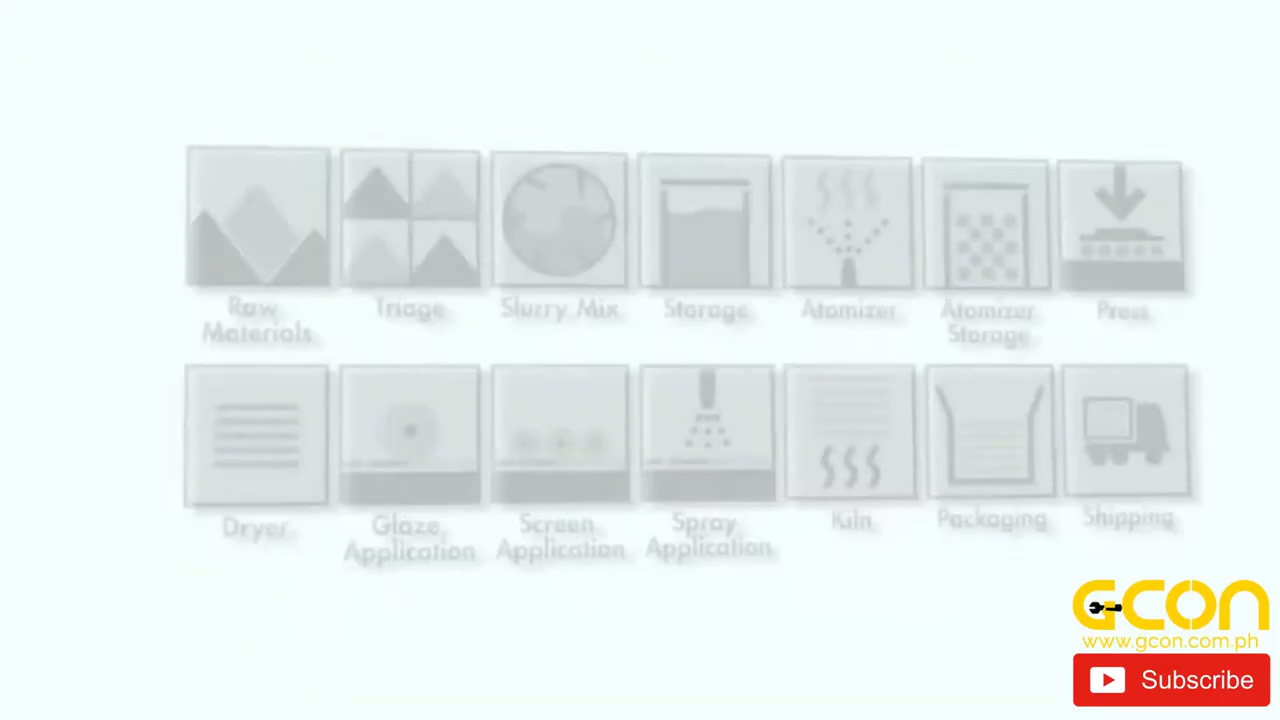 Raw
Materials
Triage
Slurry Mix
Storage
Atomizer
Atomizer
Storage
Press
Dryer
Glaze
Application
Screen
Application
Spray
Application
Kiln
Packaging
Shipping
GCON
www.gcon.com.ph
Subscribe